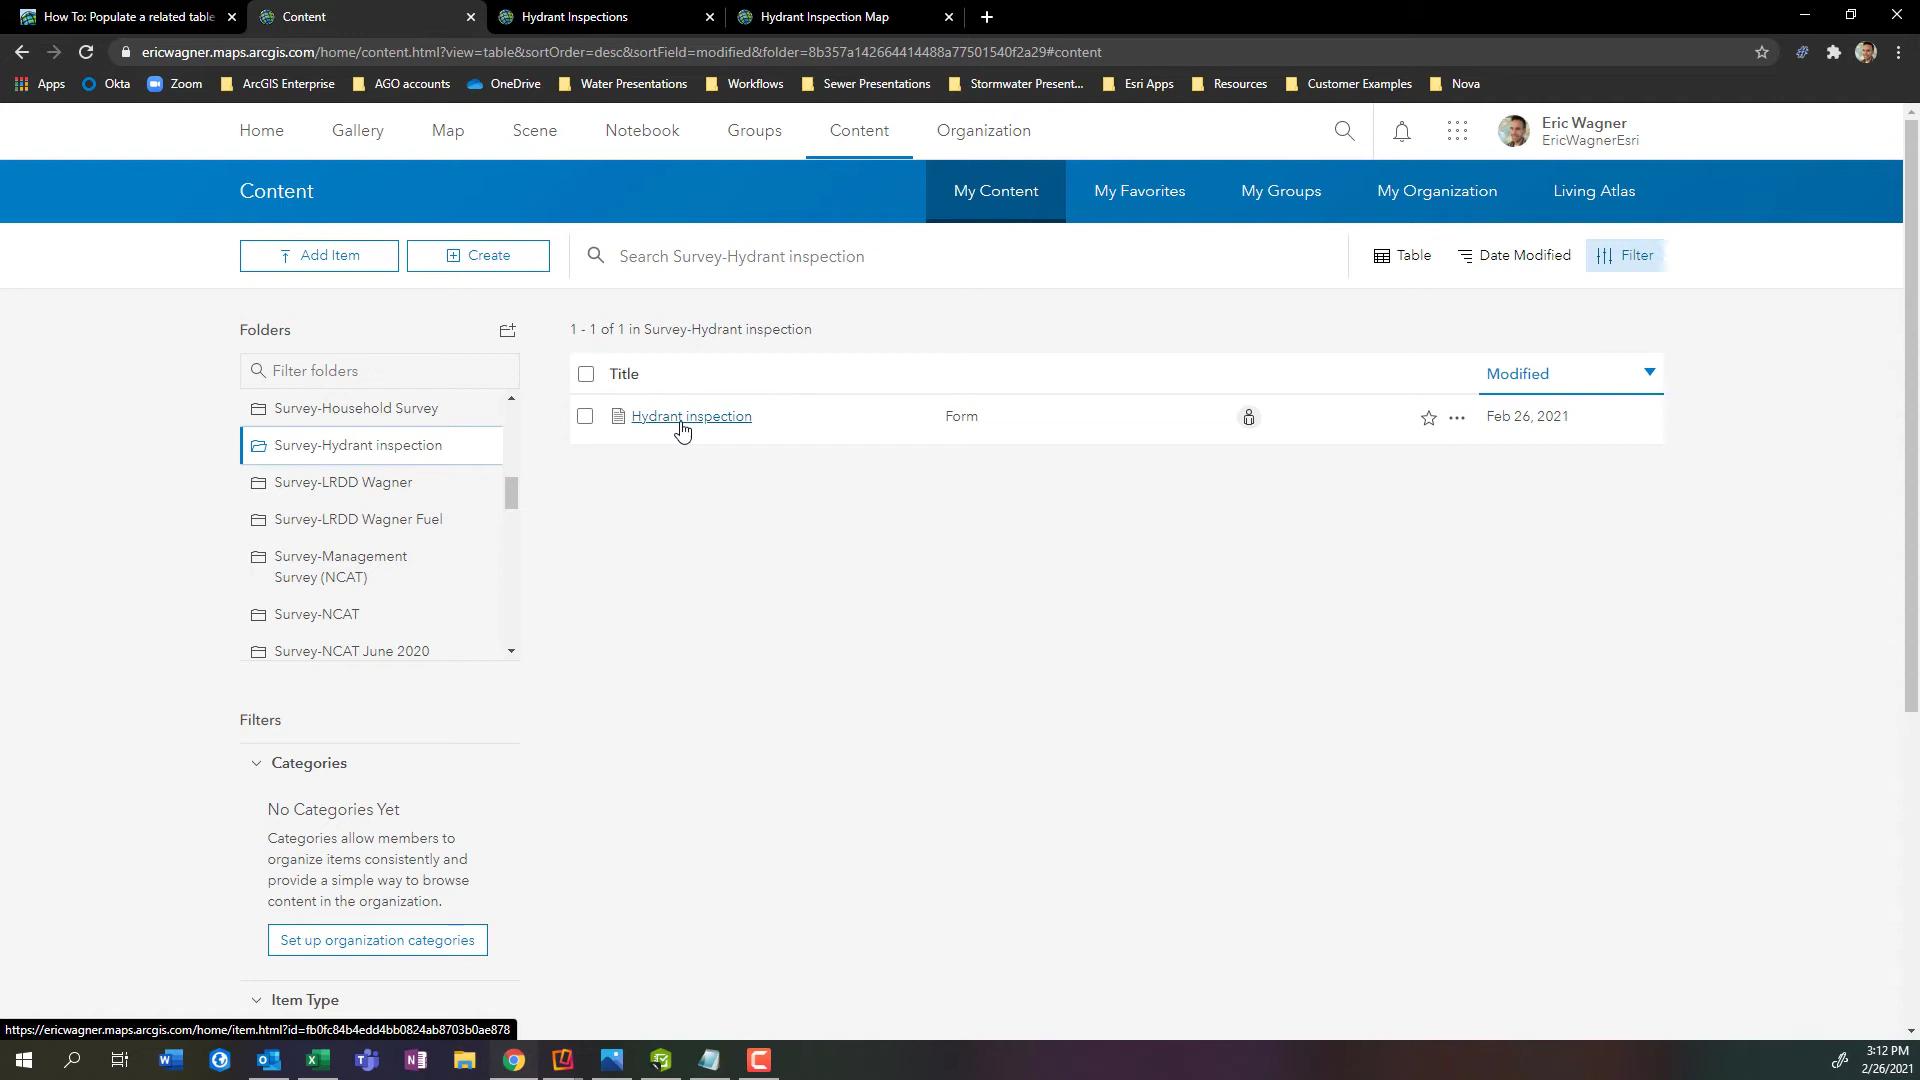 How To: Populate a related table
Content
Hydrant Inspections
Hydrant Inspection Map
ericwagner.maps.arcgis.com/home/content.html?view=table&sortOrder=desc&sortField=modified&folder=8b357a142664414488a77501540f2a29#content
Apps
Okta
Zoom
ArcGIS Enterprise
AGO accounts
OneDrive
Water Presentations
Workflows
Sewer Presentations
Stormwater Present...
Esri Apps
Resources
Customer Examples
Nova
Home
Gallery
Map
Scene
Notebook
Groups
Content
Organization
Eric Wagner
EricWagnerEsri
Content
My Content
My Favorites
My Groups
My Organization
Living Atlas
Add Item
Create
Search Survey-Hydrant inspection
Table
Date Modified
Filter
Folders
Filter folders
Survey-Household Survey
Survey-Hydrant inspection
Survey-LRDD Wagner
Survey-LRDD Wagner Fuel
Survey-Management
Survey (NCAT)
Survey-NCAT
Survey-NCAT June 2020
1 - 1 of 1 in Survey-Hydrant inspection
Title
Modified
Hydrant inspection
Form
Feb 26, 2021
Filters
Categories
No Categories Yet
Categories allow members to
organize items consistently and
provide a simple way to browse
content in the organization.
Set up organization categories
Item Type
https://ericwagner.maps.arcgis.com/home/item.html?id=fb0fc84b4edd4bb0824ab8703b0ae878
3:12 PM
2/26/2021